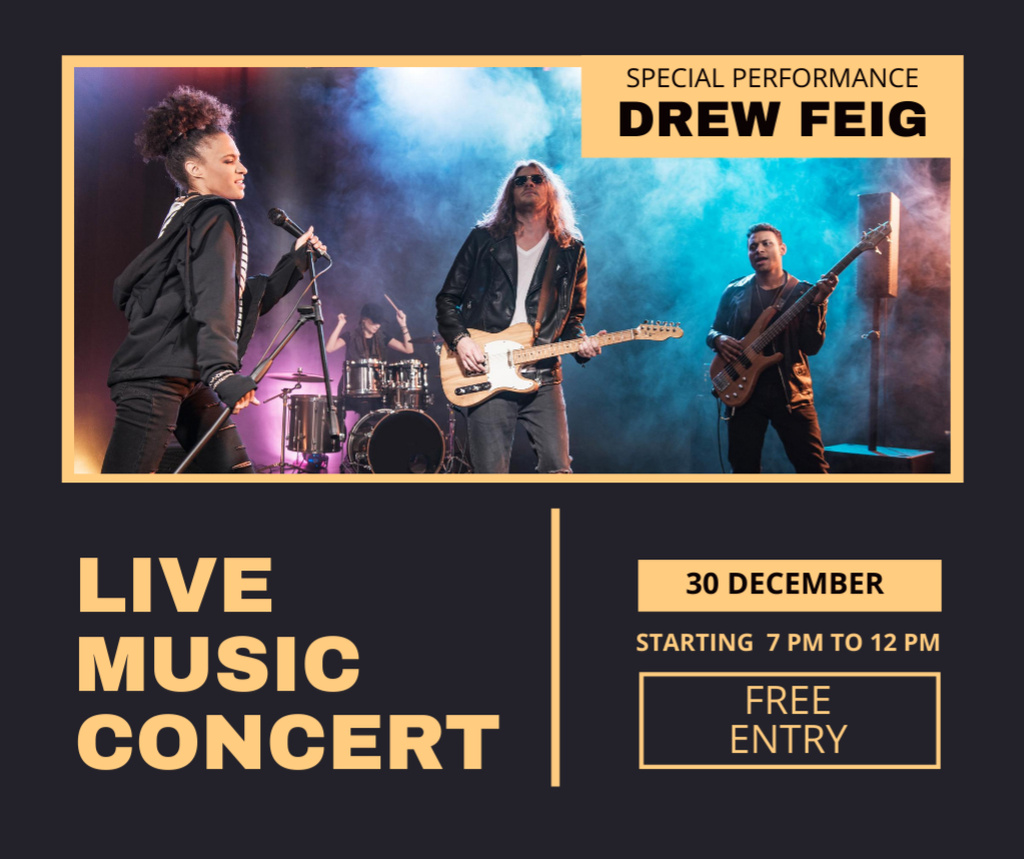 SPECIAL PERFORMANCE
DREW FEIG
LIVE
MUSIC
CONCERT
30 DECEMBER
STARTING 7 PM TO 12 PM
FREE
ENTRY